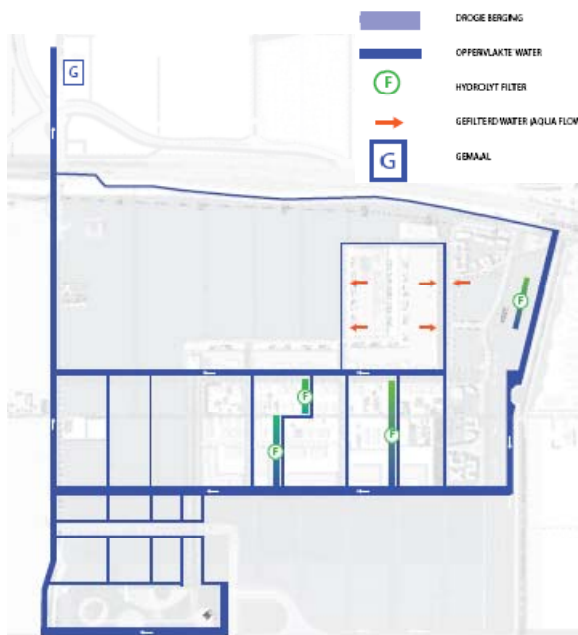 DROGE BERGING
OPPERVLAKTE WATER
F
HYDROLYT FILTER
GEFILTERD WATER (AQUA FLOW
G
GEMAAL
G
F
F
F
F